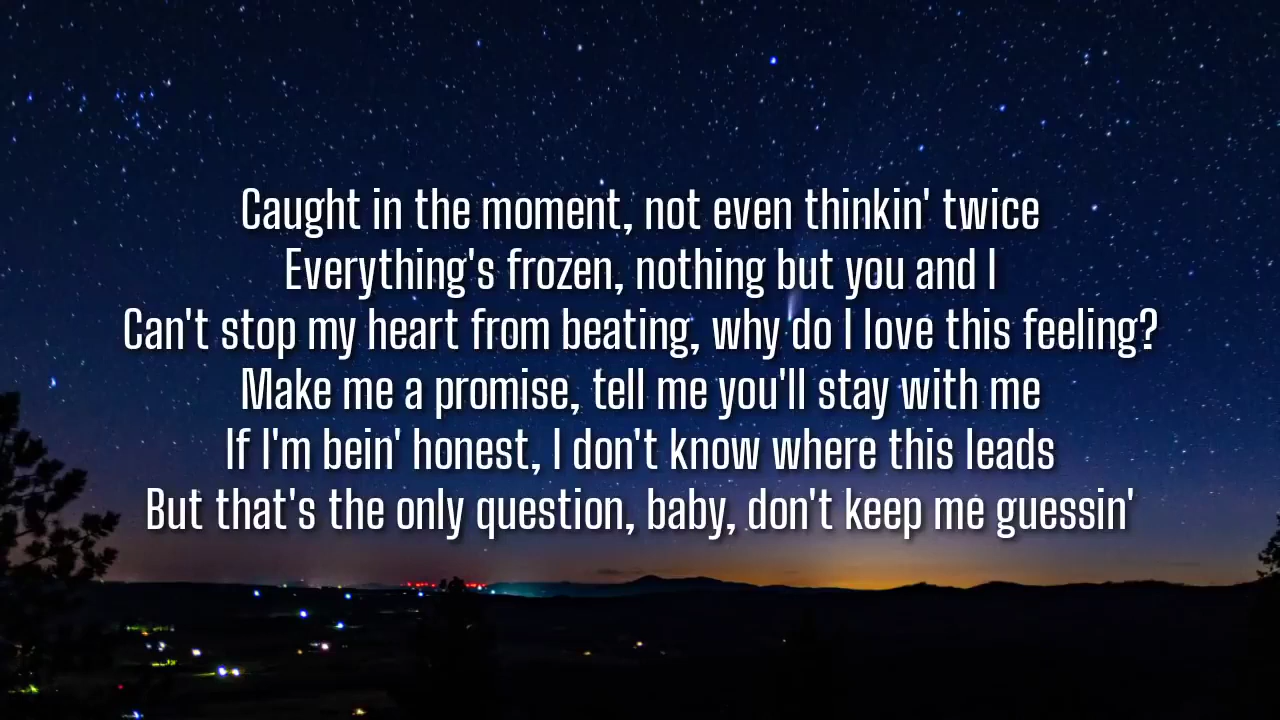 Caught in the moment, not even thinkin' twice
Everything's frozen, nothing but you and I
Can't stop my heart from beating, why do I love this feeling?
Make me a promise, tell me you'll stay with me
If I'm bein' honest, I don't know where this leads
But that's the only question, baby, don't keep me guessin'